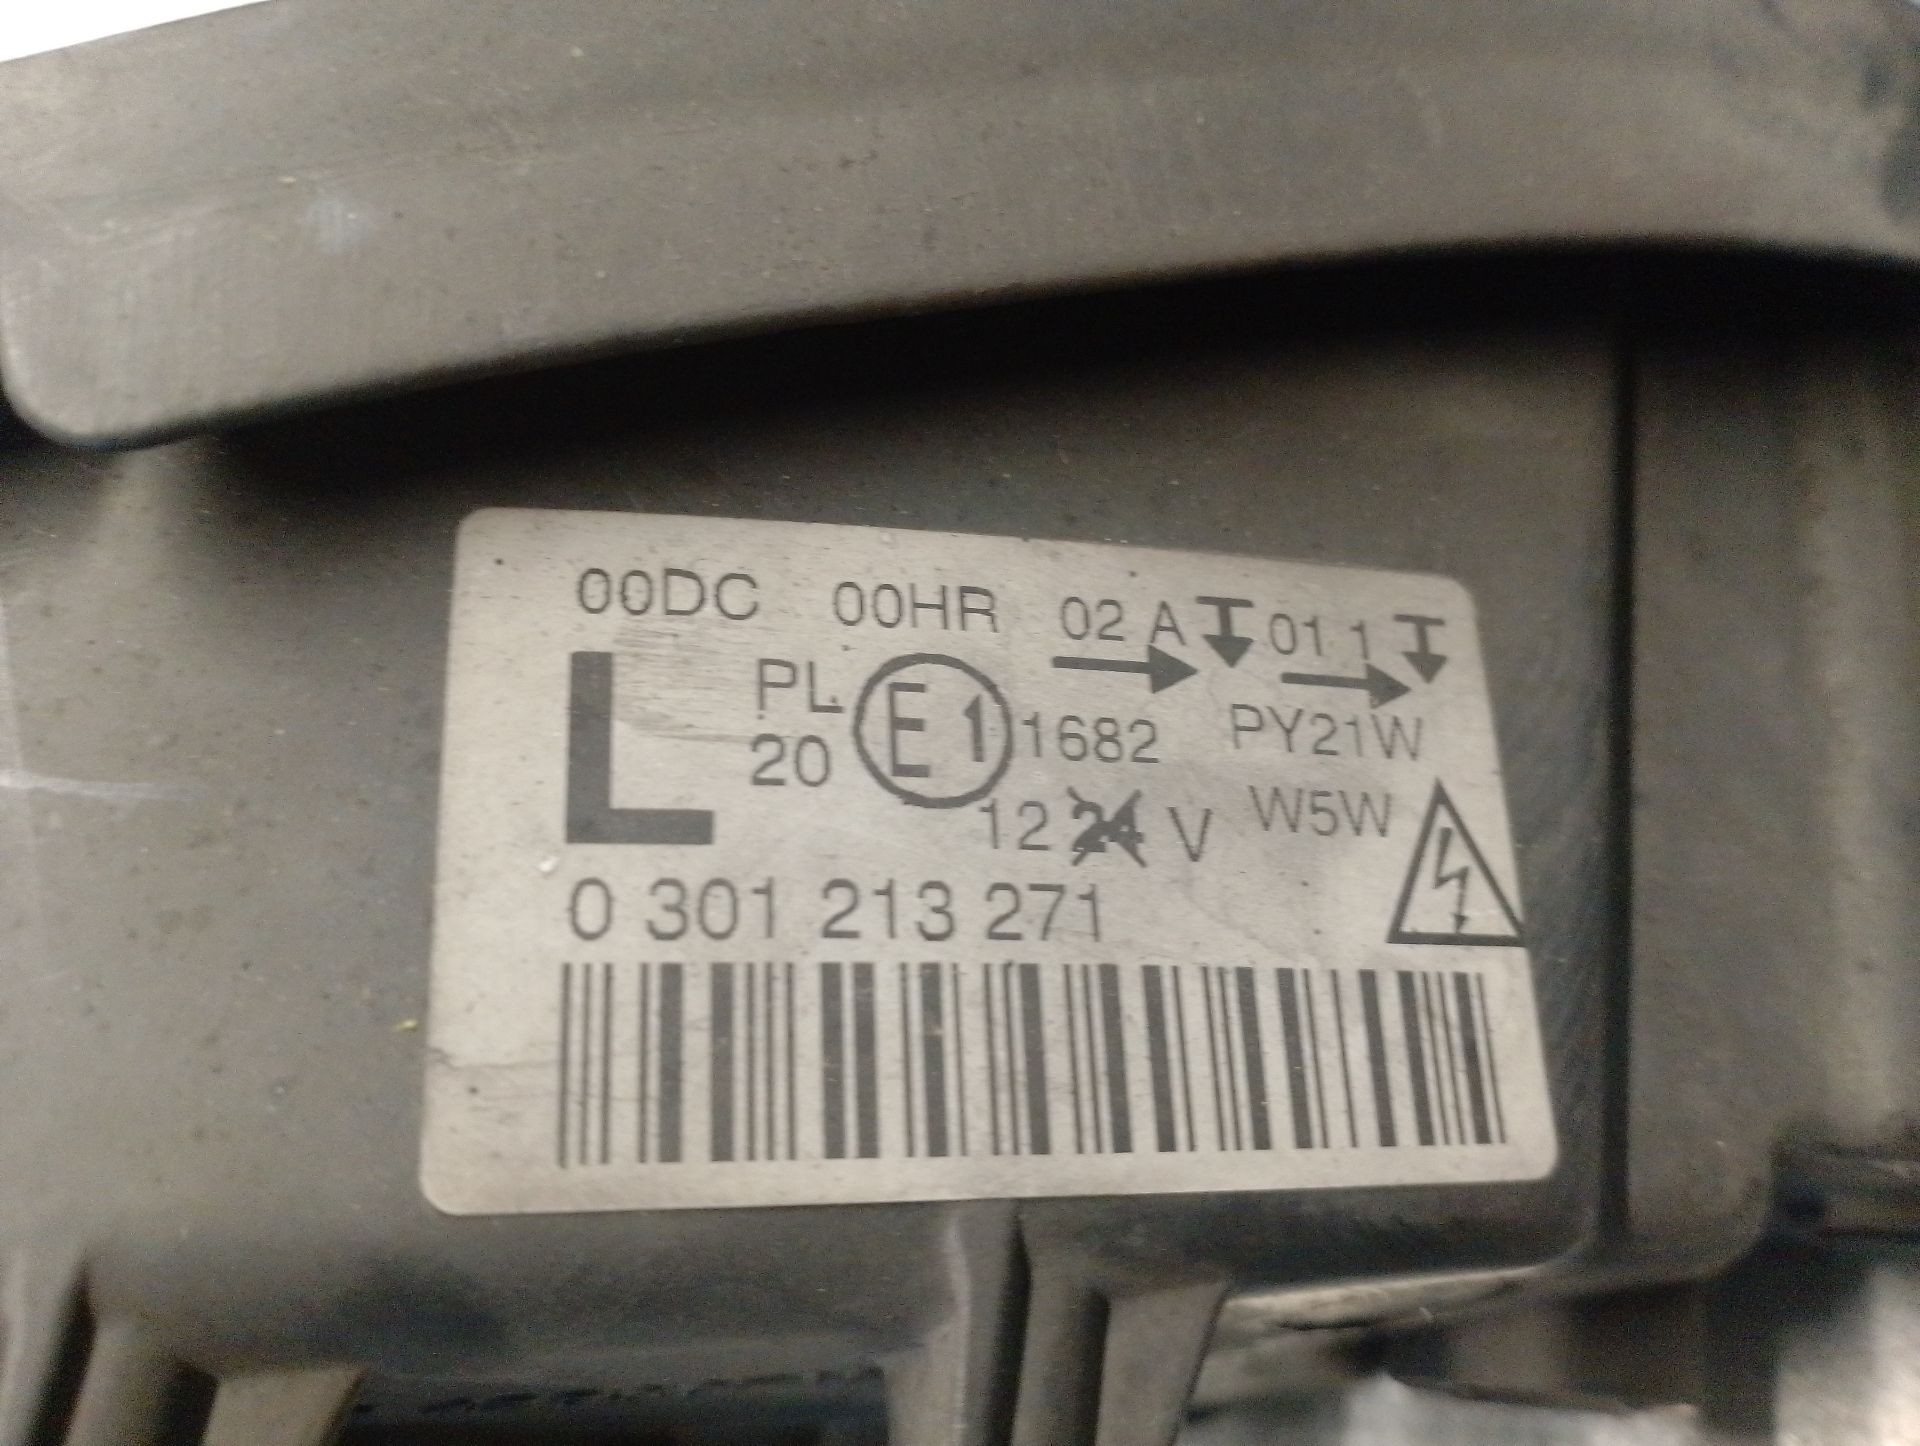 00DC 00HR 02 A 01 1
L PL E1 1682 PY21W
20 12 24 V W5W
0 301 213 271